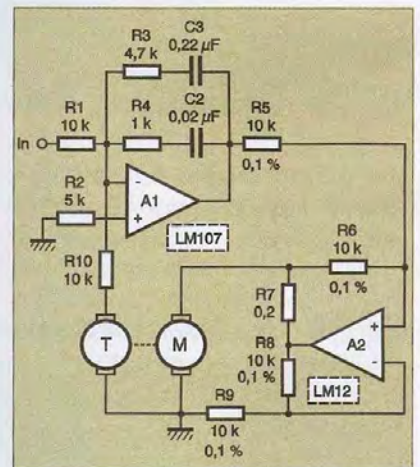 R3
4,7 k
C3
0,22 µF
R1
10 k
R4
1 k
C2
0,02 µF
R5
10 k
0,1 %
In
R2
5 k
-
+
A1
LM107
R10
10 k
R6
10 k
0,1 %
R7
0,2
T
M
R8
10 k
0,1 %
+
-
A2
LM12
R9
10 k
0,1 %